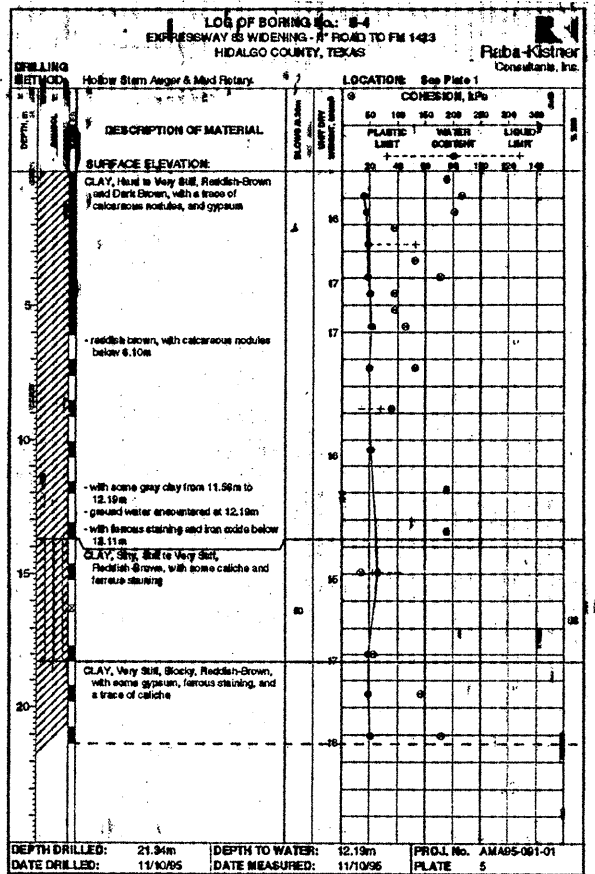 LOG OF BORING No.: B-4
EXPRESSWAY 83 WIDENING - "I" ROAD TO FM 1423
HIDALGO COUNTY, TEXAS
Raba-Kistner
Consultants, Inc.
DRILLING
METHOD: Hollow Stem Auger & Mud Rotary
LOCATION: See Plate 1
DEPTH, m
SYMBOL
DESCRIPTION OF MATERIAL
SURFACE ELEVATION:
BLOWS
UNIT DRY
COHESION, kPa
50 100 150 200 250 300 350
PLASTIC
LIMIT
WATER
CONTENT
LIQUID
LIMIT
20 40 60 80 100 120 140
CLAY, Hard to Very Stiff, Reddish-Brown
and Dark Brown, with a trace of
calcareous nodules, and gypsum
16
17
5
17
- reddish brown, with calcareous nodules
below 6.10m
10
16
- with some gray clay from 11.58m to
12.19m
- ground water encountered at 12.19m
- with ferrous staining and iron oxide below
13.11m
CLAY, Silty, Stiff to Very Stiff,
Reddish-Brown, with some caliche and
ferrous staining
15
15
50
17
CLAY, Very Stiff, Blocky, Reddish-Brown,
with some gypsum, ferrous staining, and
a trace of caliche
20
18
DEPTH DRILLED: 21.34m
DEPTH TO WATER: 12.19m
PROJ. No. AMA95-091-01
DATE DRILLED: 11/10/95
DATE MEASURED: 11/10/95
PLATE 5